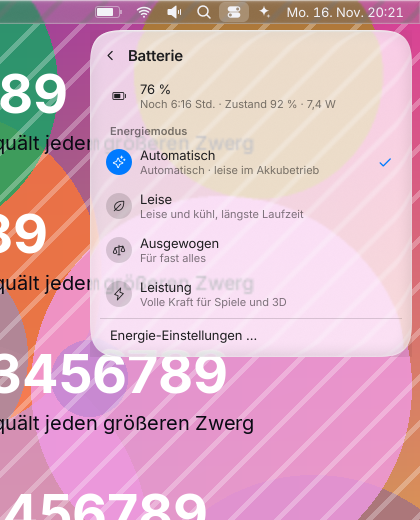 Mo. 16. Nov. 20:21
Batterie
76 %
Noch 6:16 Std. · Zustand 92 % · 7,4 W
Energiemodus
Automatisch
Automatisch · leise im Akkubetrieb
Leise
Leise und kühl, längste Laufzeit
Ausgewogen
Für fast alles
Leistung
Volle Kraft für Spiele und 3D
Energie-Einstellungen ...
89
quält jeden größeren Zwerg
89
quält jeden größeren Zwerg
3456789
quält jeden größeren Zwerg
456789